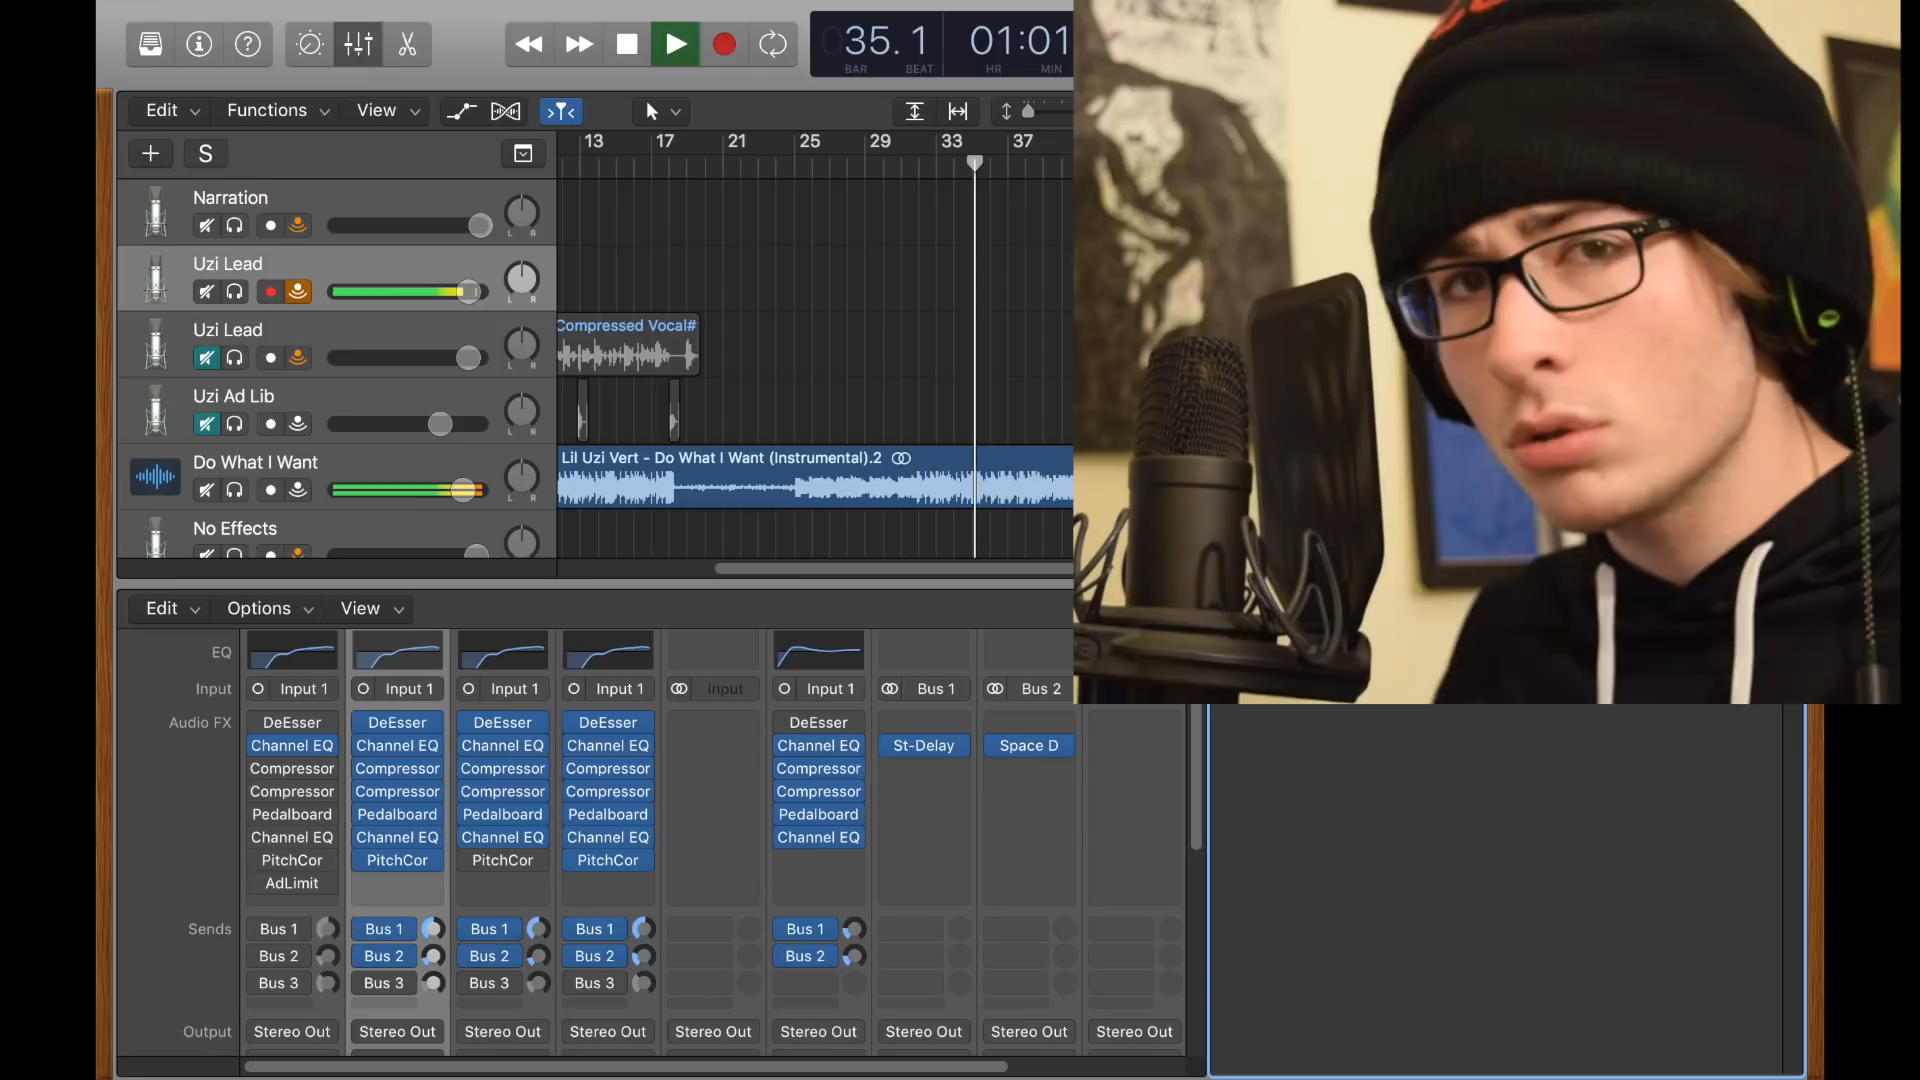 35. 1 01:01
BAR BEAT HR MIN
Edit Functions View
13 17 21 25 29 33 37
S
Narration
L R
Uzi Lead
L R
Uzi Lead
L R
Compressed Vocal#
Uzi Ad Lib
L R
Do What I Want
L R
Lil Uzi Vert - Do What I Want (Instrumental).2
No Effects
Edit Options View
EQ
Input Input 1 Input 1 Input 1 Input 1 Input Input 1 Bus 1 Bus 2
Audio FX DeEsser DeEsser DeEsser DeEsser DeEsser
Channel EQ Channel EQ Channel EQ Channel EQ Channel EQ St-Delay Space D
Compressor Compressor Compressor Compressor Compressor
Compressor Compressor Compressor Compressor Compressor
Pedalboard Pedalboard Pedalboard Pedalboard Pedalboard
Channel EQ Channel EQ Channel EQ Channel EQ Channel EQ
PitchCor PitchCor PitchCor PitchCor
AdLimit
Sends Bus 1 Bus 1 Bus 1 Bus 1 Bus 1
Bus 2 Bus 2 Bus 2 Bus 2 Bus 2
Bus 3 Bus 3 Bus 3 Bus 3
Output Stereo Out Stereo Out Stereo Out Stereo Out Stereo Out Stereo Out Stereo Out Stereo Out Stereo Out